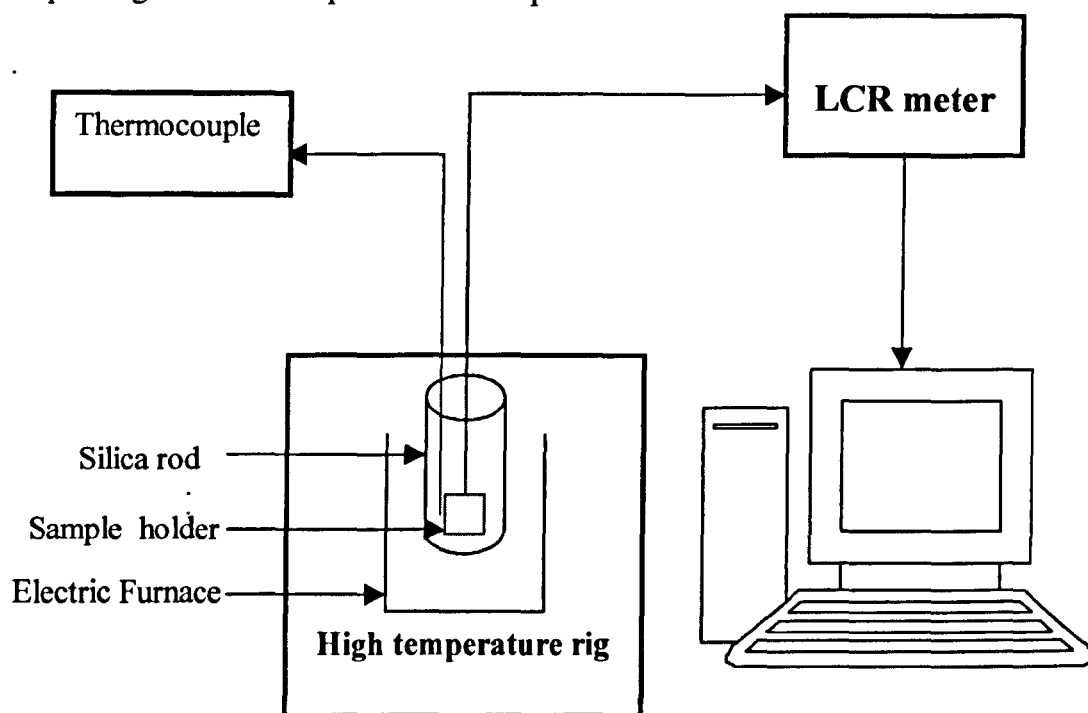 LCR meter
Thermocouple
Silica rod
Sample holder
Electric Furnace
High temperature rig